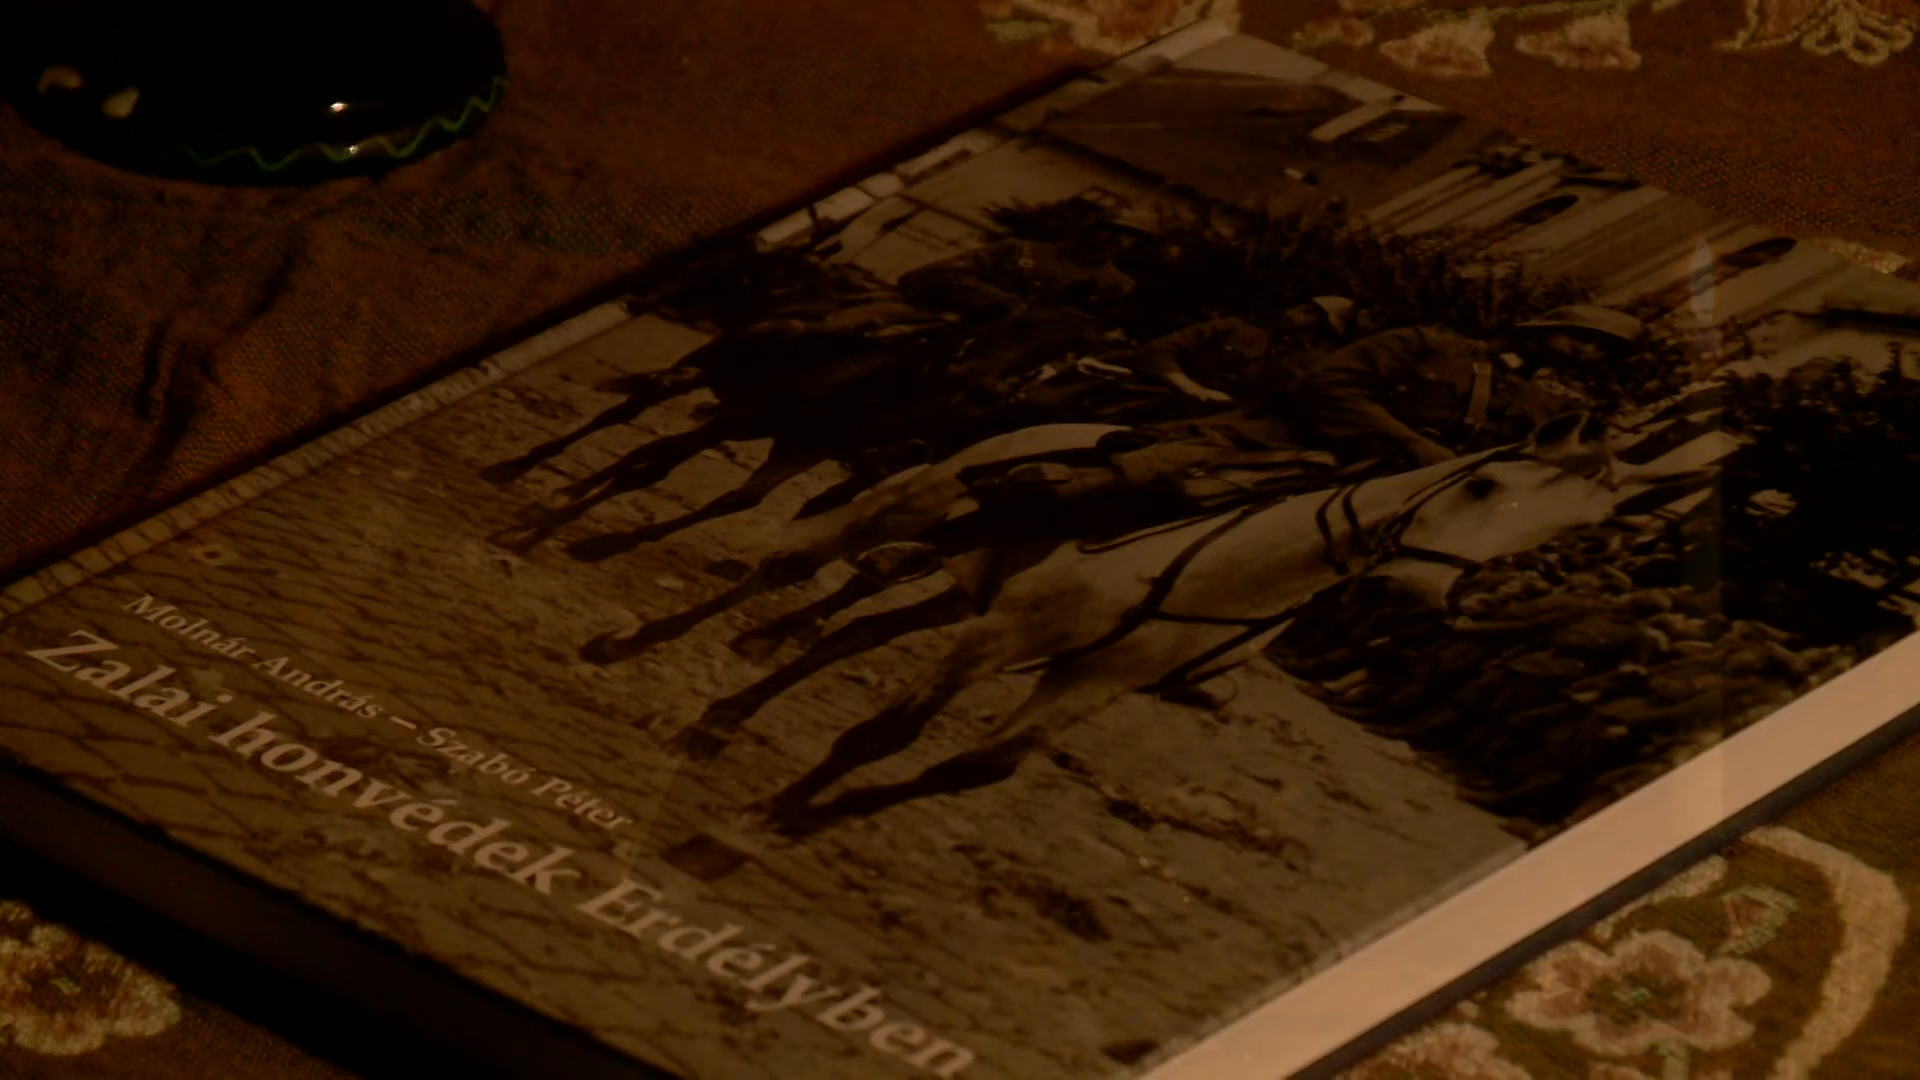 Molnár András – Szabó Péter
Zalai honvédek Erdélyben